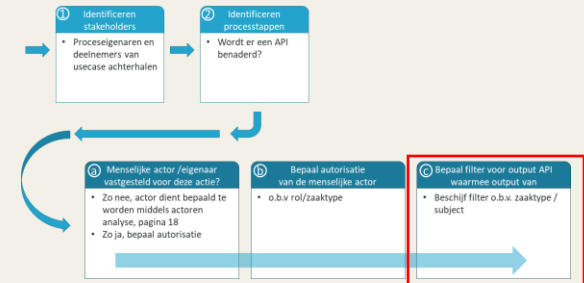 1 Identificeren
stakeholders
• Proceseigenaren en
deelnemers van
usecase achterhalen
2 Identificeren
processtappen
• Wordt er een API
benaderd?
a Menselijke actor /eigenaar
vastgesteld voor deze actie?
• Zo nee, actor dient bepaald te
worden middels actoren
analyse, pagina 18
• Zo ja, bepaal autorisatie
b Bepaal autorisatie
van de menselijke actor
• o.b.v rol/zaaktype
c Bepaal filter voor output API
waarmee output van
• Beschijf filter o.b.v. zaaktype /
subject